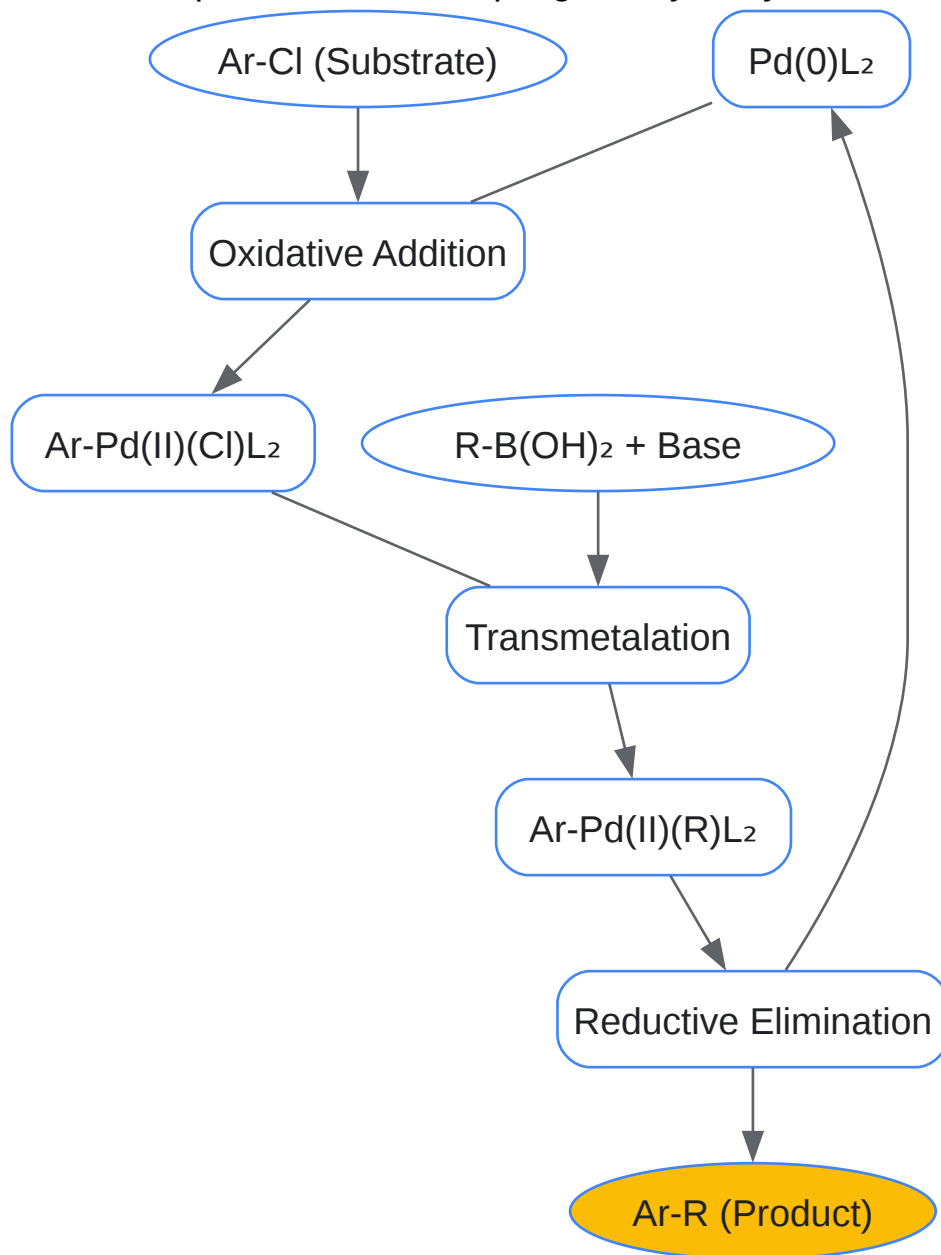 Ar-Cl (Substrate)
Pd(0)L₂
Oxidative Addition
Ar-Pd(II)(Cl)L₂
R-B(OH)₂ + Base
Transmetalation
Ar-Pd(II)(R)L₂
Reductive Elimination
Ar-R (Product)